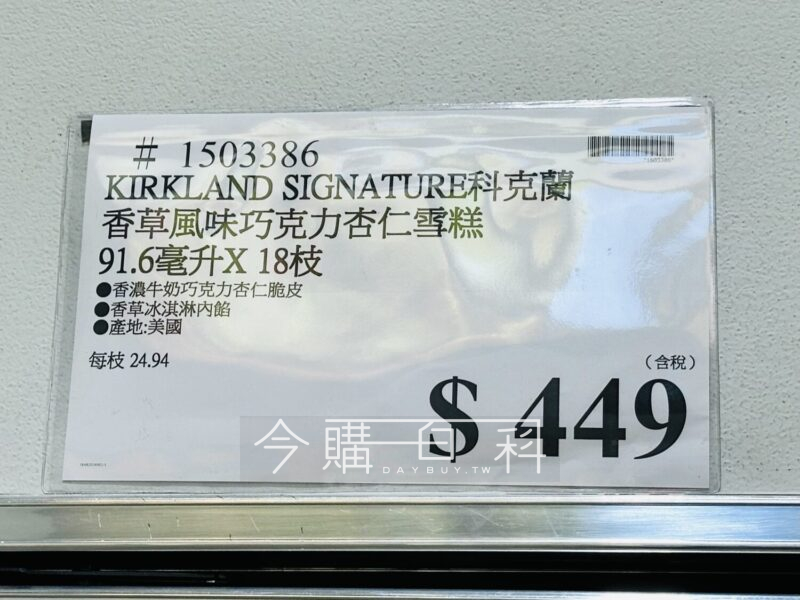 # 1503386
*1503386*
KIRKLAND SIGNATURE科克蘭
香草風味巧克力杏仁雪糕
91.6毫升X 18枝
●香濃牛奶巧克力杏仁脆皮
●香草冰淇淋內餡
●產地:美國
每枝 24.94
（含稅）
$ 449
今購百科
DAYBUY.TW